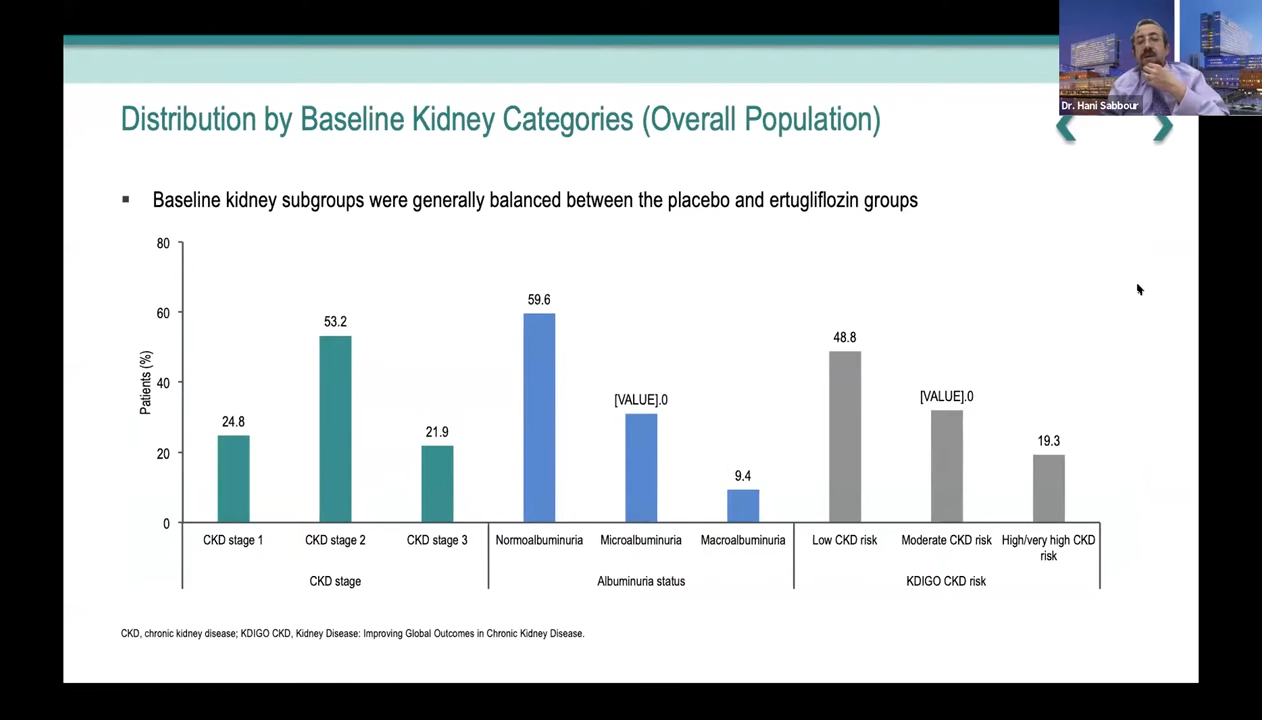 Dr. Hani Sabbour
Distribution by Baseline Kidney Categories (Overall Population)
▪ Baseline kidney subgroups were generally balanced between the placebo and ertugliflozin groups
Patients (%)
80
60
40
20
0
24.8
53.2
21.9
59.6
[VALUE].0
9.4
48.8
[VALUE].0
19.3
CKD stage 1
CKD stage 2
CKD stage 3
Normoalbuminuria
Microalbuminuria
Macroalbuminuria
Low CKD risk
Moderate CKD risk
High/very high CKD
risk
CKD stage
Albuminuria status
KDIGO CKD risk
CKD, chronic kidney disease; KDIGO CKD, Kidney Disease: Improving Global Outcomes in Chronic Kidney Disease.